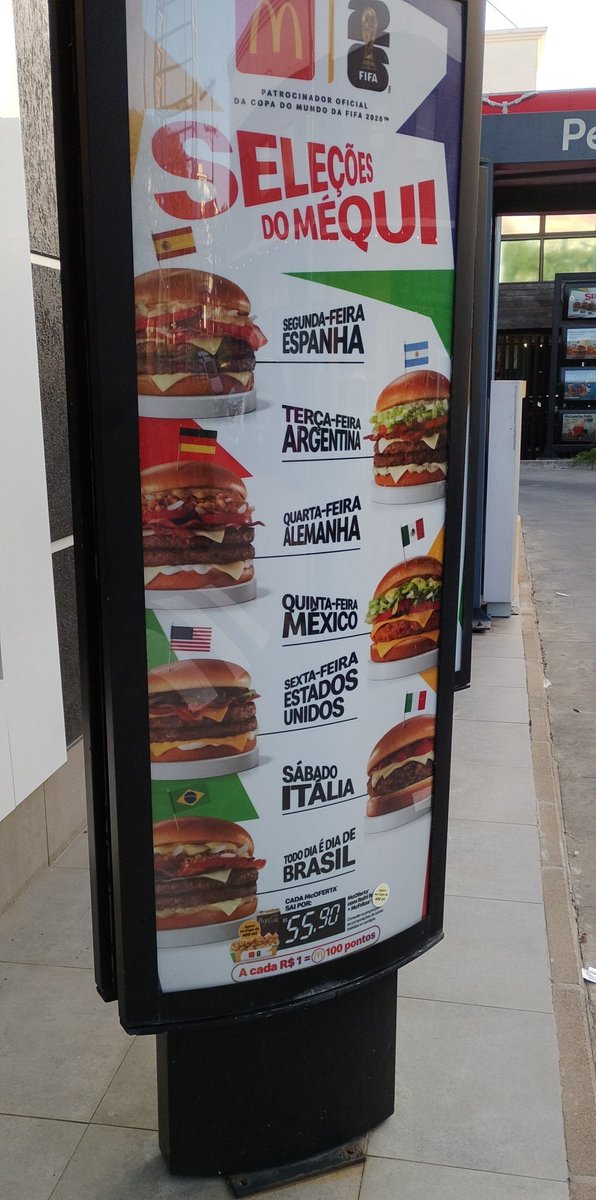 FIFA
PATROCINADOR OFICIAL
DA COPA DO MUNDO DA FIFA 2026™
SELEÇÕES
DO MÉQUI
SEGUNDA-FEIRA
ESPANHA
TERÇA-FEIRA
ARGENTINA
QUARTA-FEIRA
ALEMANHA
QUINTA-FEIRA
MÉXICO
SEXTA-FEIRA
ESTADOS
UNIDOS
SÁBADO
ITÁLIA
TODO DIA É DIA DE
BRASIL
CADA McOFERTA
SAI POR:
R$ 55,90
A cada R$ 1 = 100 pontos
Pe